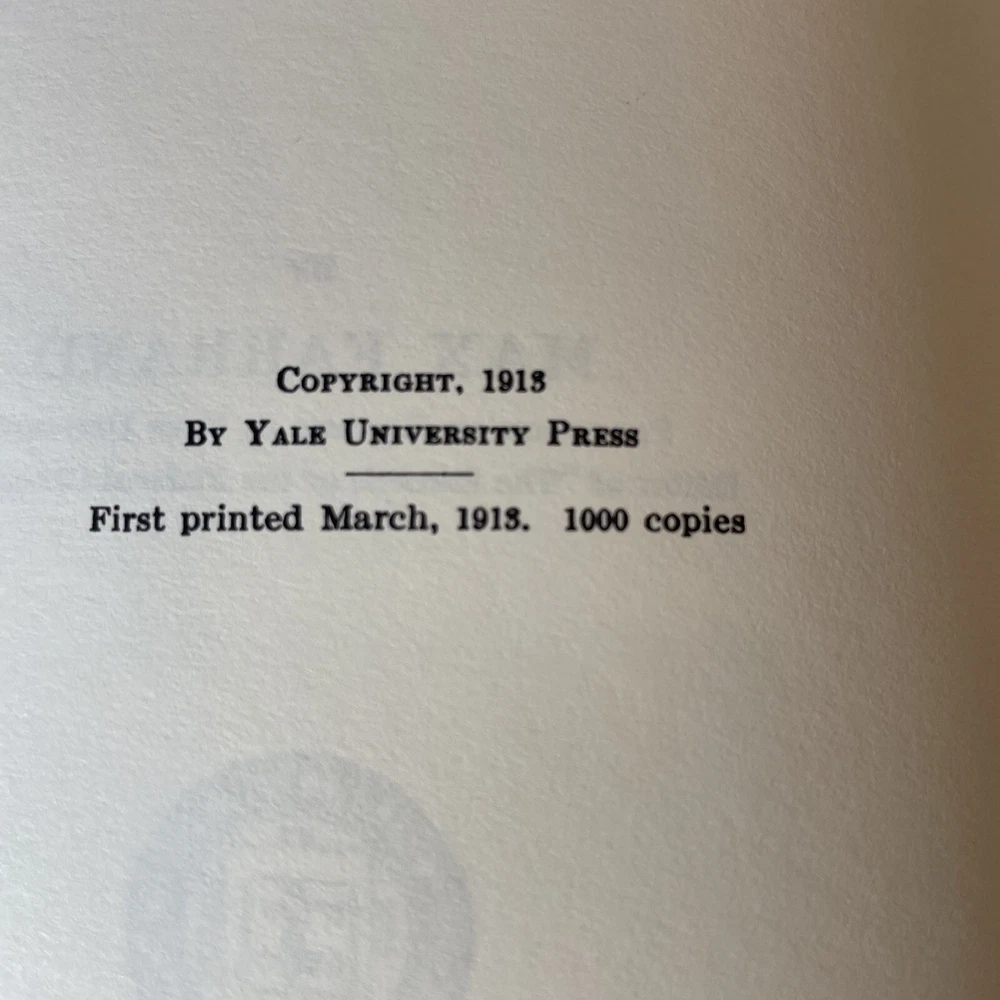 COPYRIGHT, 1913
BY YALE UNIVERSITY PRESS
First printed March, 1913. 1000 copies